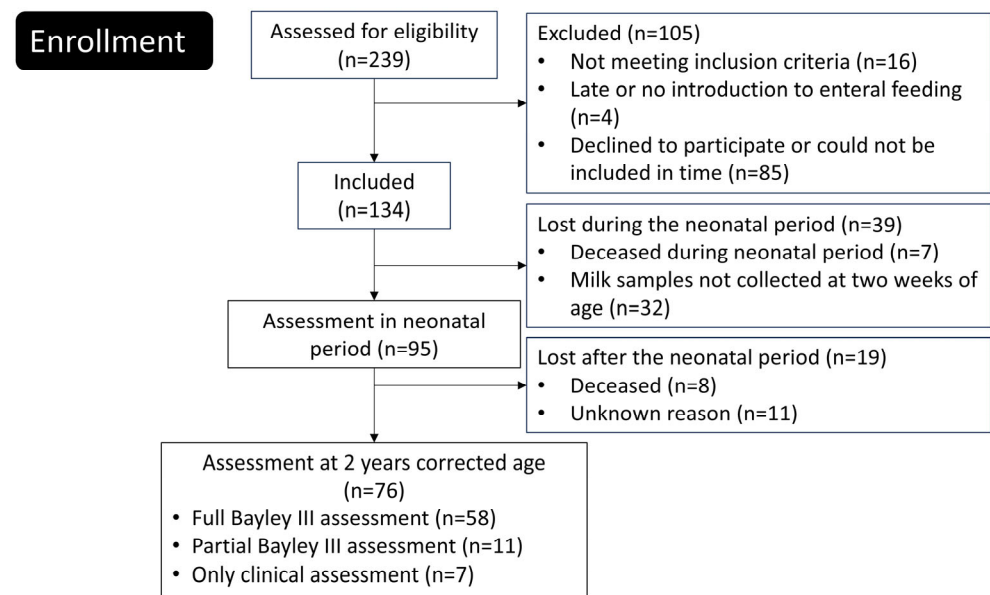 Enrollment
Assessed for eligibility
(n=239)
Excluded (n=105)
• Not meeting inclusion criteria (n=16)
• Late or no introduction to enteral feeding
(n=4)
• Declined to participate or could not be
included in time (n=85)
Included
(n=134)
Lost during the neonatal period (n=39)
• Deceased during neonatal period (n=7)
• Milk samples not collected at two weeks of
age (n=32)
Assessment in neonatal
period (n=95)
Lost after the neonatal period (n=19)
• Deceased (n=8)
• Unknown reason (n=11)
Assessment at 2 years corrected age
(n=76)
• Full Bayley III assessment (n=58)
• Partial Bayley III assessment (n=11)
• Only clinical assessment (n=7)